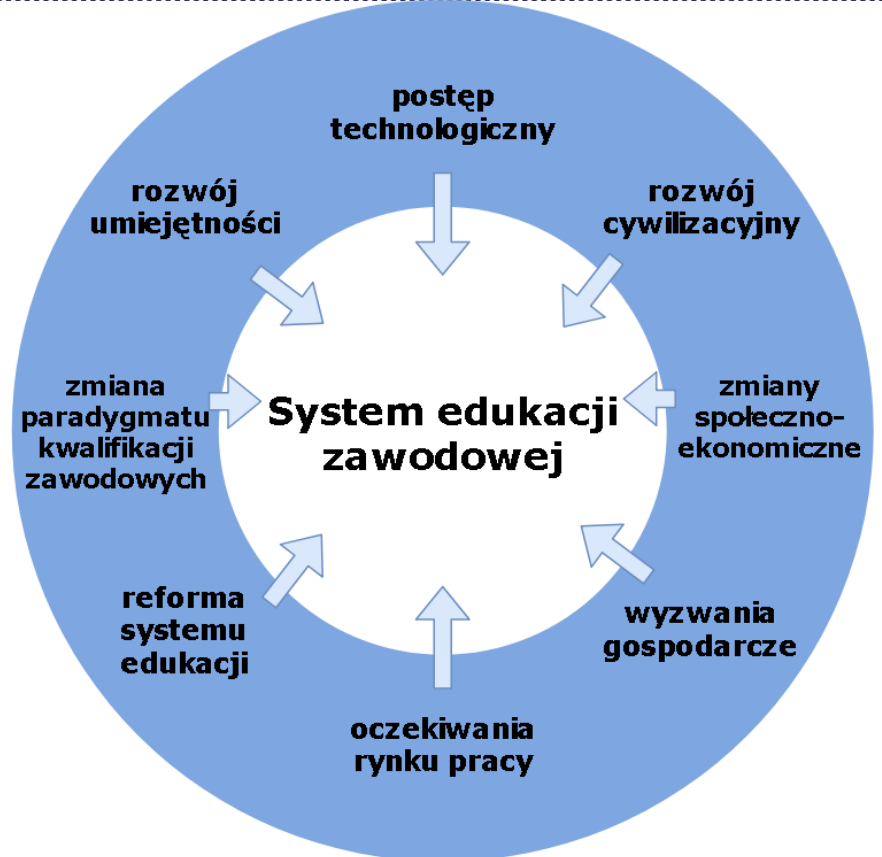 postęp
technologiczny
rozwój
cywilizacyjny
zmiany
społeczno-
ekonomiczne
wyzwania
gospodarcze
oczekiwania
rynku pracy
reforma
systemu
edukacji
zmiana
paradygmatu
kwalifikacji
zawodowych
rozwój
umiejętności
System edukacji
zawodowej